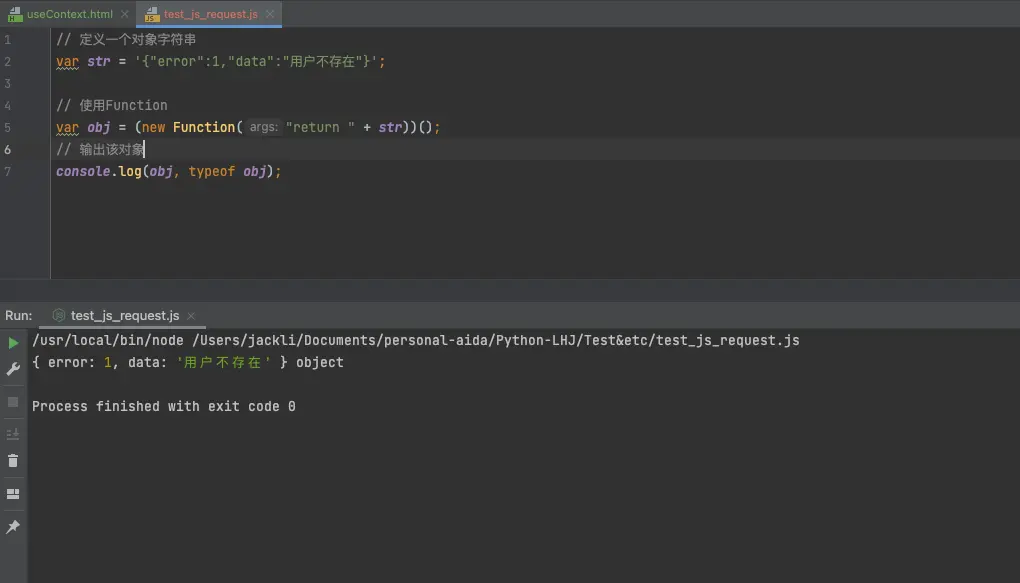 useContext.html test_js_request.js
1 // 定义一个对象字符串
2 var str = '{"error":1,"data":"用户不存在"}';
3
4 // 使用Function
5 var obj = (new Function( args: "return " + str))();
6 // 输出该对象
7 console.log(obj, typeof obj);
Run: test_js_request.js
/usr/local/bin/node /Users/jackli/Documents/personal-aida/Python-LHJ/Test&etc/test_js_request.js
{ error: 1, data: '用户不存在' } object
Process finished with exit code 0